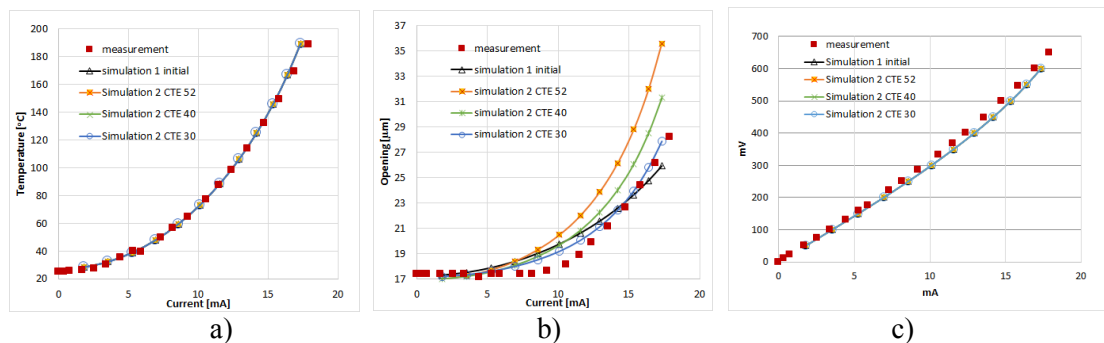 200
180
160
140
120
100
80
60
40
20
Temperature [°C]
0
5
10
15
20
Current [mA]
measurement
simulation 1 initial
Simulation 2 CTE 52
Simulation 2 CTE 40
Simulation 2 CTE 30
a)
37
35
33
31
29
27
25
23
21
19
17
Opening [µm]
0
5
10
15
20
Current [mA]
measurement
simulation 1 initial
simulation 2 CTE 52
simulation 2 CTE 40
simulation 2 CTE 30
b)
700
600
500
400
300
200
100
0
mV
0
5
10
15
20
mA
measurement
simulation 1 initial
Simulation 2 CTE 52
Simulation 2 CTE 40
Simulation 2 CTE 30
c)